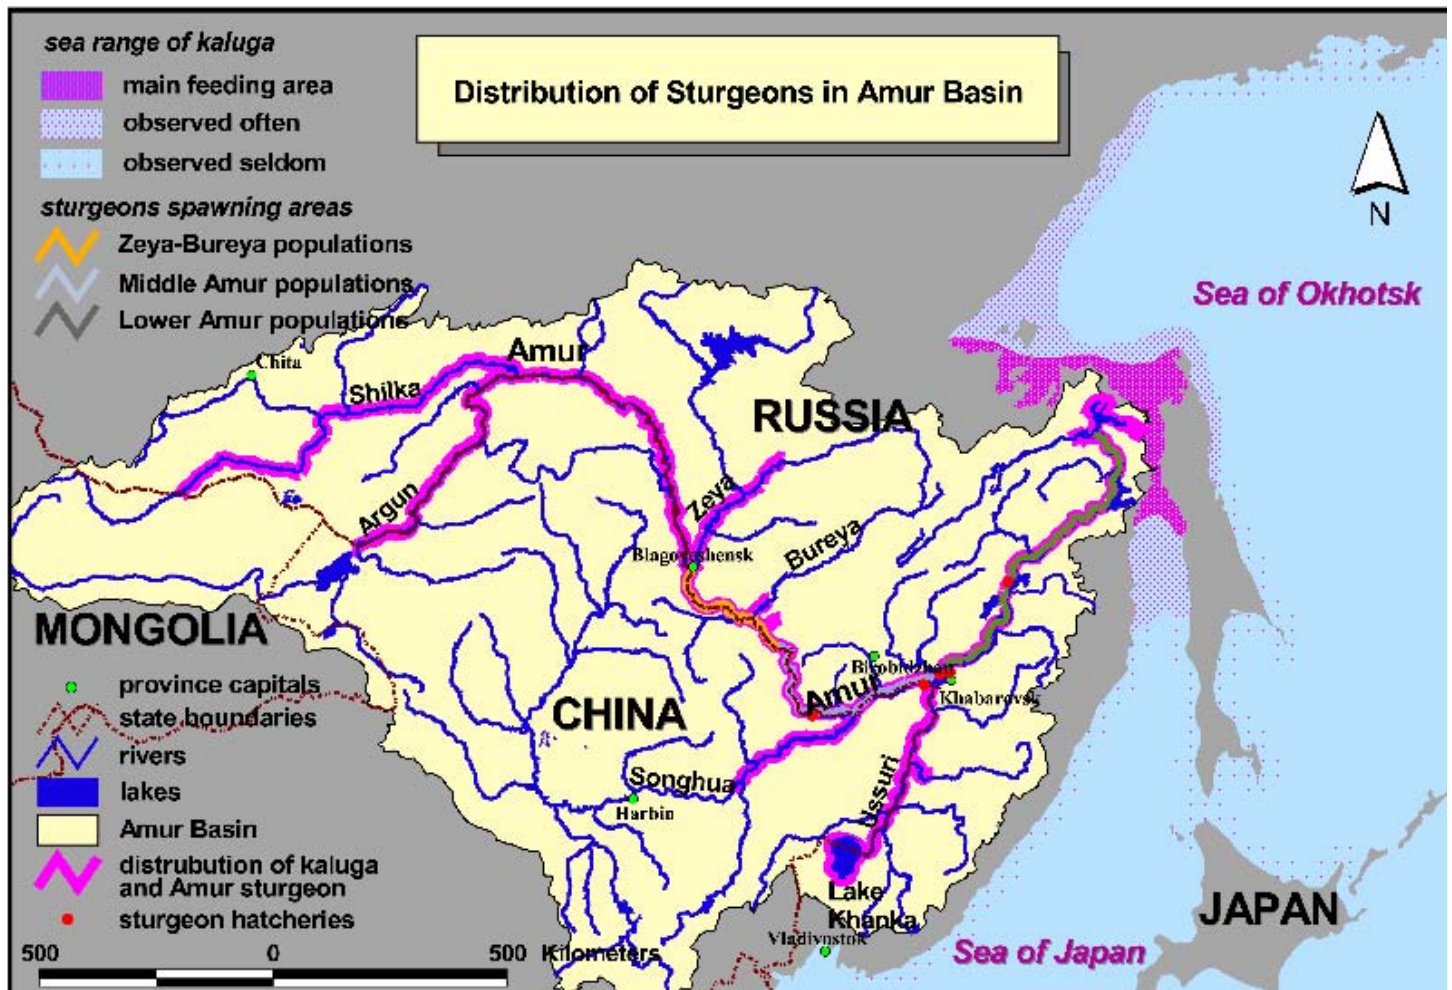 sea range of kaluga
main feeding area
observed often
observed seldom
sturgeons spawning areas
Zeya-Bureya populations
Middle Amur populations
Lower Amur populations
Distribution of Sturgeons in Amur Basin
N
Sea of Okhotsk
Chita
Shilka
Amur
RUSSIA
Argun
Zeya
Bureya
Blagoveshensk
MONGOLIA
CHINA
Amur
Birobidzhan
Khabarovsk
Songhua
Harbin
Ussuri
Lake
Khanka
Vladivostok
JAPAN
Sea of Japan
province capitals
state boundaries
rivers
lakes
Amur Basin
distrubution of kaluga
and Amur sturgeon
sturgeon hatcheries
500 0 500 Kilometers